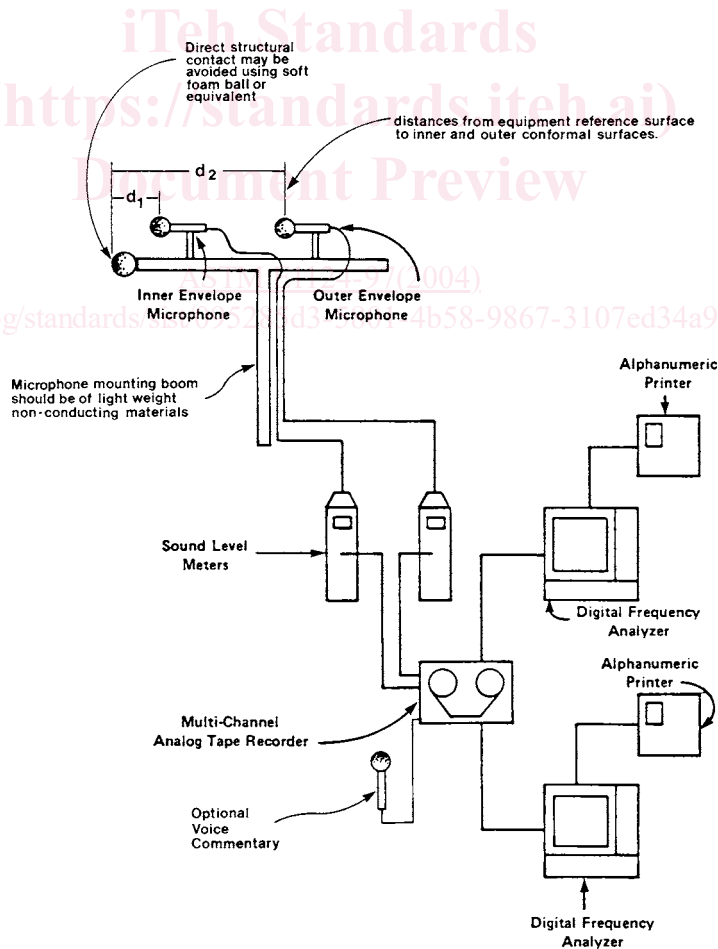 iTeh Standards
Direct structural
contact may be
avoided using soft
foam ball or
equivalent
https://standards.iteh.ai)
distances from equipment reference surface
to inner and outer conformal surfaces.
Document Preview
d2
d1
Inner Envelope
Microphone
Outer Envelope
Microphone
Microphone mounting boom
should be of light weight
non-conducting materials
Alphanumeric
Printer
Sound Level
Meters
Digital Frequency
Analyzer
Alphanumeric
Printer
Multi-Channel
Analog Tape Recorder
Optional
Voice
Commentary
Digital Frequency
Analyzer